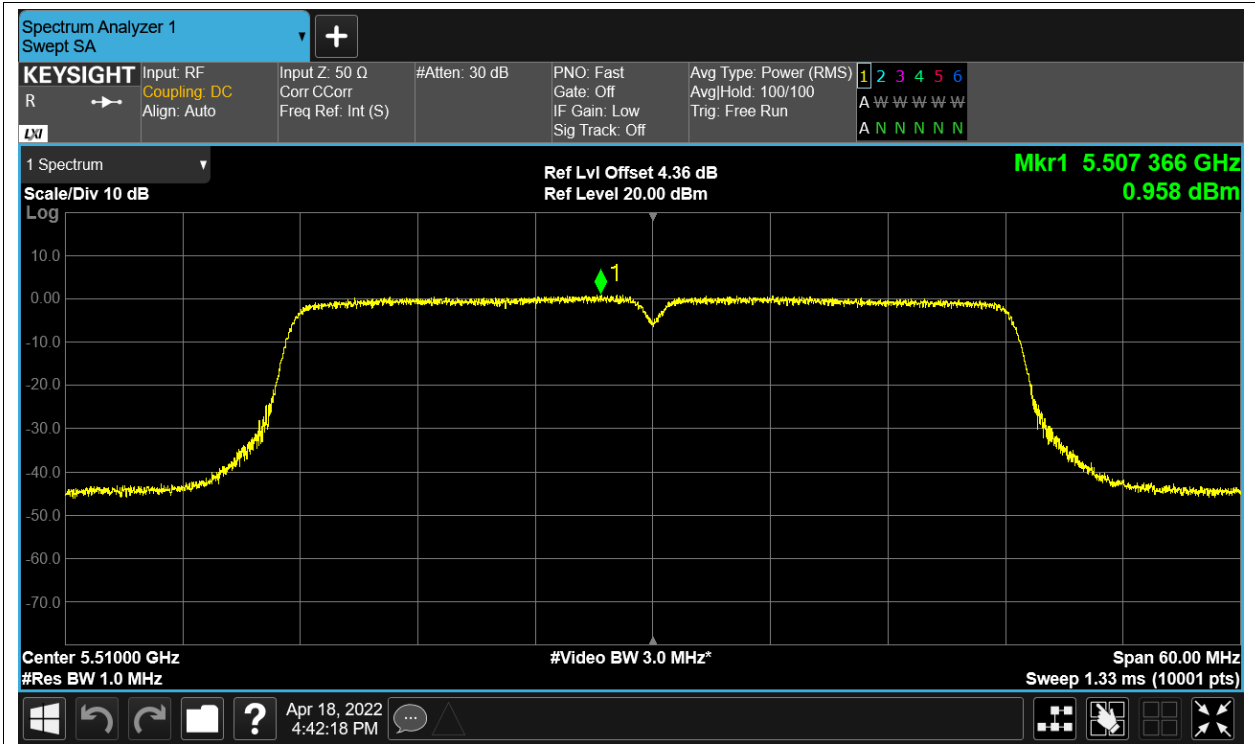 Spectrum Analyzer 1
Swept SA
KEYSIGHT
R
LXI
Input: RF
Coupling: DC
Align: Auto
Input Z: 50 Ω
Corr CCorr
Freq Ref: Int (S)
#Atten: 30 dB
PNO: Fast
Gate: Off
IF Gain: Low
Sig Track: Off
Avg Type: Power (RMS)
Avg|Hold: 100/100
Trig: Free Run
1 2 3 4 5 6
A W W W W W
A N N N N N
1 Spectrum
Scale/Div 10 dB
Log
Ref Lvl Offset 4.36 dB
Ref Level 20.00 dBm
Mkr1 5.507 366 GHz
0.958 dBm
1
10.0
0.00
-10.0
-20.0
-30.0
-40.0
-50.0
-60.0
-70.0
Center 5.51000 GHz
#Video BW 3.0 MHz*
Span 60.00 MHz
#Res BW 1.0 MHz
Sweep 1.33 ms (10001 pts)
?
Apr 18, 2022
4:42:18 PM